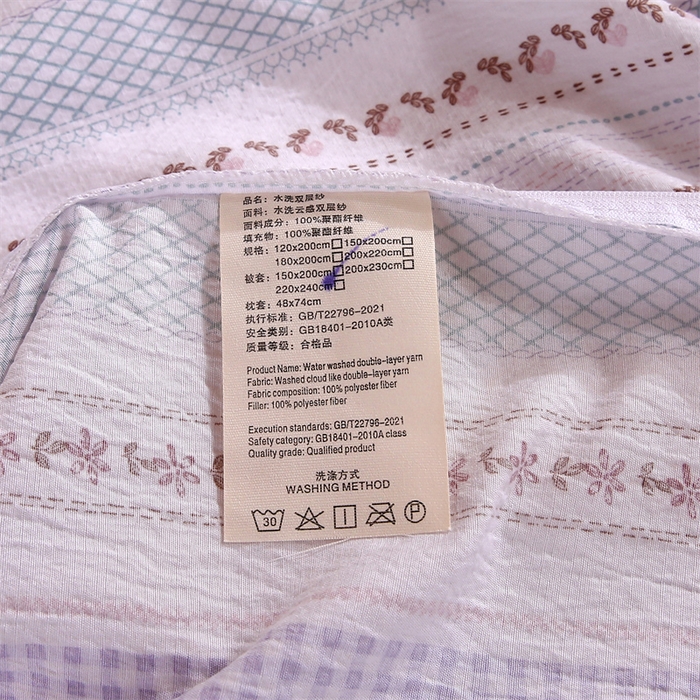 品名: 水洗双层纱
面料: 水洗云感双层纱
面料成分: 100%聚酯纤维
填充物: 100%聚酯纤维
规格: 120x200cm□150x200cm□
180x200cm□200x220cm□
被套: 150x200cm□200x230cm□
220x240cm□
枕套: 48x74cm
执行标准: GB/T22796-2021
安全类别: GB18401-2010A类
质量等级: 合格品
Product Name: Water washed double-layer yarn
Fabric: Washed cloud like double-layer yarn
Fabric composition: 100% polyester fiber
Filler: 100% polyester fiber
Execution standards: GB/T22796-2021
Safety category: GB18401-2010A class
Quality grade: Qualified product
洗涤方式
WASHING METHOD
30 P